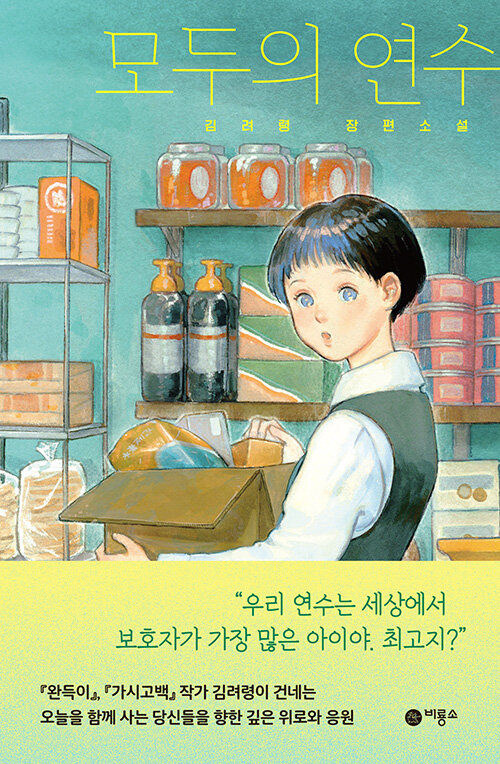 모두의 연수
김려령 장편소설
“우리 연수는 세상에서
보호자가 가장 많은 아이야. 최고지?”
『완득이』, 『가시고백』 작가 김려령이 건네는
오늘을 함께 사는 당신들을 향한 깊은 위로와 응원
비룡소